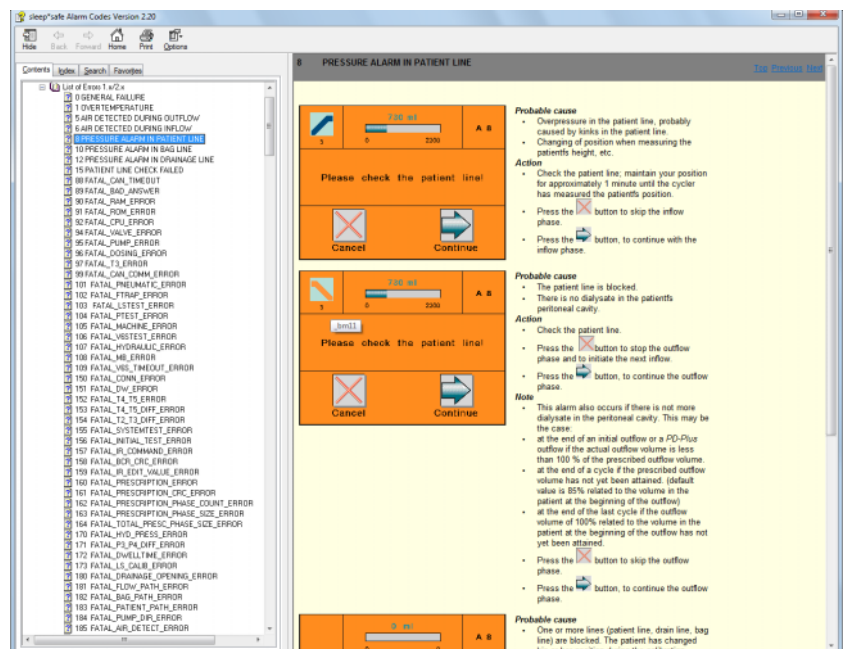 sleep*safe Alarm Codes Version 2.20
Hide Back Forward Home Print Options
Contents Index Search Favorites
List of Errors 1.x/2.x
0 GENERAL FAILURE
1 OVERTEMPERATURE
5 AIR DETECTED DURING OUTFLOW
6 AIR DETECTED DURING INFLOW
8 PRESSURE ALARM IN PATIENT LINE
10 PRESSURE ALARM IN BAG LINE
12 PRESSURE ALARM IN DRAINAGE LINE
15 PATIENT LINE CHECK FAILED
88 FATAL_CAN_TIMEOUT
89 FATAL_BAD_ANSWER
90 FATAL_RAM_ERROR
91 FATAL_ROM_ERROR
92 FATAL_CPU_ERROR
94 FATAL_VALVE_ERROR
95 FATAL_PUMP_ERROR
96 FATAL_DOSING_ERROR
97 FATAL_T3_ERROR
99 FATAL_CAN_COMM_ERROR
101 FATAL_PNEUMATIC_ERROR
102 FATAL_FTRAP_ERROR
103 FATAL_LSTEST_ERROR
104 FATAL_PTEST_ERROR
105 FATAL_MACHINE_ERROR
106 FATAL_V6STEST_ERROR
107 FATAL_HYDRAULIC_ERROR
108 FATAL_MB_ERROR
109 FATAL_V6S_TIMEOUT_ERROR
150 FATAL_CONN_ERROR
151 FATAL_DW_ERROR
152 FATAL_T4_T5_ERROR
153 FATAL_T4_T5_DIFF_ERROR
154 FATAL_T2_T3_DIFF_ERROR
155 FATAL_SYSTEMTEST_ERROR
156 FATAL_INITIAL_TEST_ERROR
157 FATAL_IR_COMMAND_ERROR
158 FATAL_BCR_CRC_ERROR
159 FATAL_IR_EDIT_VALUE_ERROR
160 FATAL_PRESCRIPTION_ERROR
161 FATAL_PRESCRIPTION_CRC_ERROR
162 FATAL_PRESCRIPTION_PHASE_COUNT_ERROR
163 FATAL_PRESCRIPTION_PHASE_SIZE_ERROR
164 FATAL_TOTAL_PRESC_PHASE_SIZE_ERROR
170 FATAL_HYD_PRESS_ERROR
171 FATAL_P3_P4_DIFF_ERROR
172 FATAL_DWELLTIME_ERROR
173 FATAL_LS_CALIB_ERROR
180 FATAL_DRAINAGE_OPENING_ERROR
181 FATAL_FLOW_PATH_ERROR
182 FATAL_BAG_PATH_ERROR
183 FATAL_PATIENT_PATH_ERROR
184 FATAL_PUMP_DIR_ERROR
185 FATAL_AIR_DETECT_ERROR
8 PRESSURE ALARM IN PATIENT LINE
Top Previous Next
730 ml
A 8
0 2200
Please check the patient line!
Cancel Continue
Probable cause
• Overpressure in the patient line, probably
caused by kinks in the patient line.
• Changing of position when measuring the
patientfs height, etc.
Action
• Check the patient line; maintain your position
for approximately 1 minute until the cycler
has measured the patientfs position.
• Press the button to skip the inflow
phase.
• Press the button, to continue with the
inflow phase.
730 ml
A 8
0 2200
Please check the patient line!
Cancel Continue
Probable cause
• The patient line is blocked.
• There is no dialysate in the patientfs
peritoneal cavity.
Action
• Check the patient line.
• Press the button to stop the outflow
phase and to initiate the next inflow.
• Press the button, to continue the outflow
phase.
Note
• This alarm also occurs if there is not more
dialysate in the peritoneal cavity. This may be
the case:
• at the end of an initial outflow or a PD-Plus
outflow if the actual outflow volume is less
than 100 % of the prescribed outflow volume.
• at the end of a cycle if the prescribed outflow
volume has not yet been attained. (default
value is 85% related to the volume in the
patient at the beginning of the outflow)
• at the end of the last cycle if the outflow
volume of 100% related to the volume in the
patient at the beginning of the outflow has not
yet been attained.
• Press the button to skip the outflow
phase.
• Press the button, to continue the outflow
phase.
0 ml
A 8
Probable cause
• One or more lines (patient line, drain line, bag
line) are blocked. The patient has changed